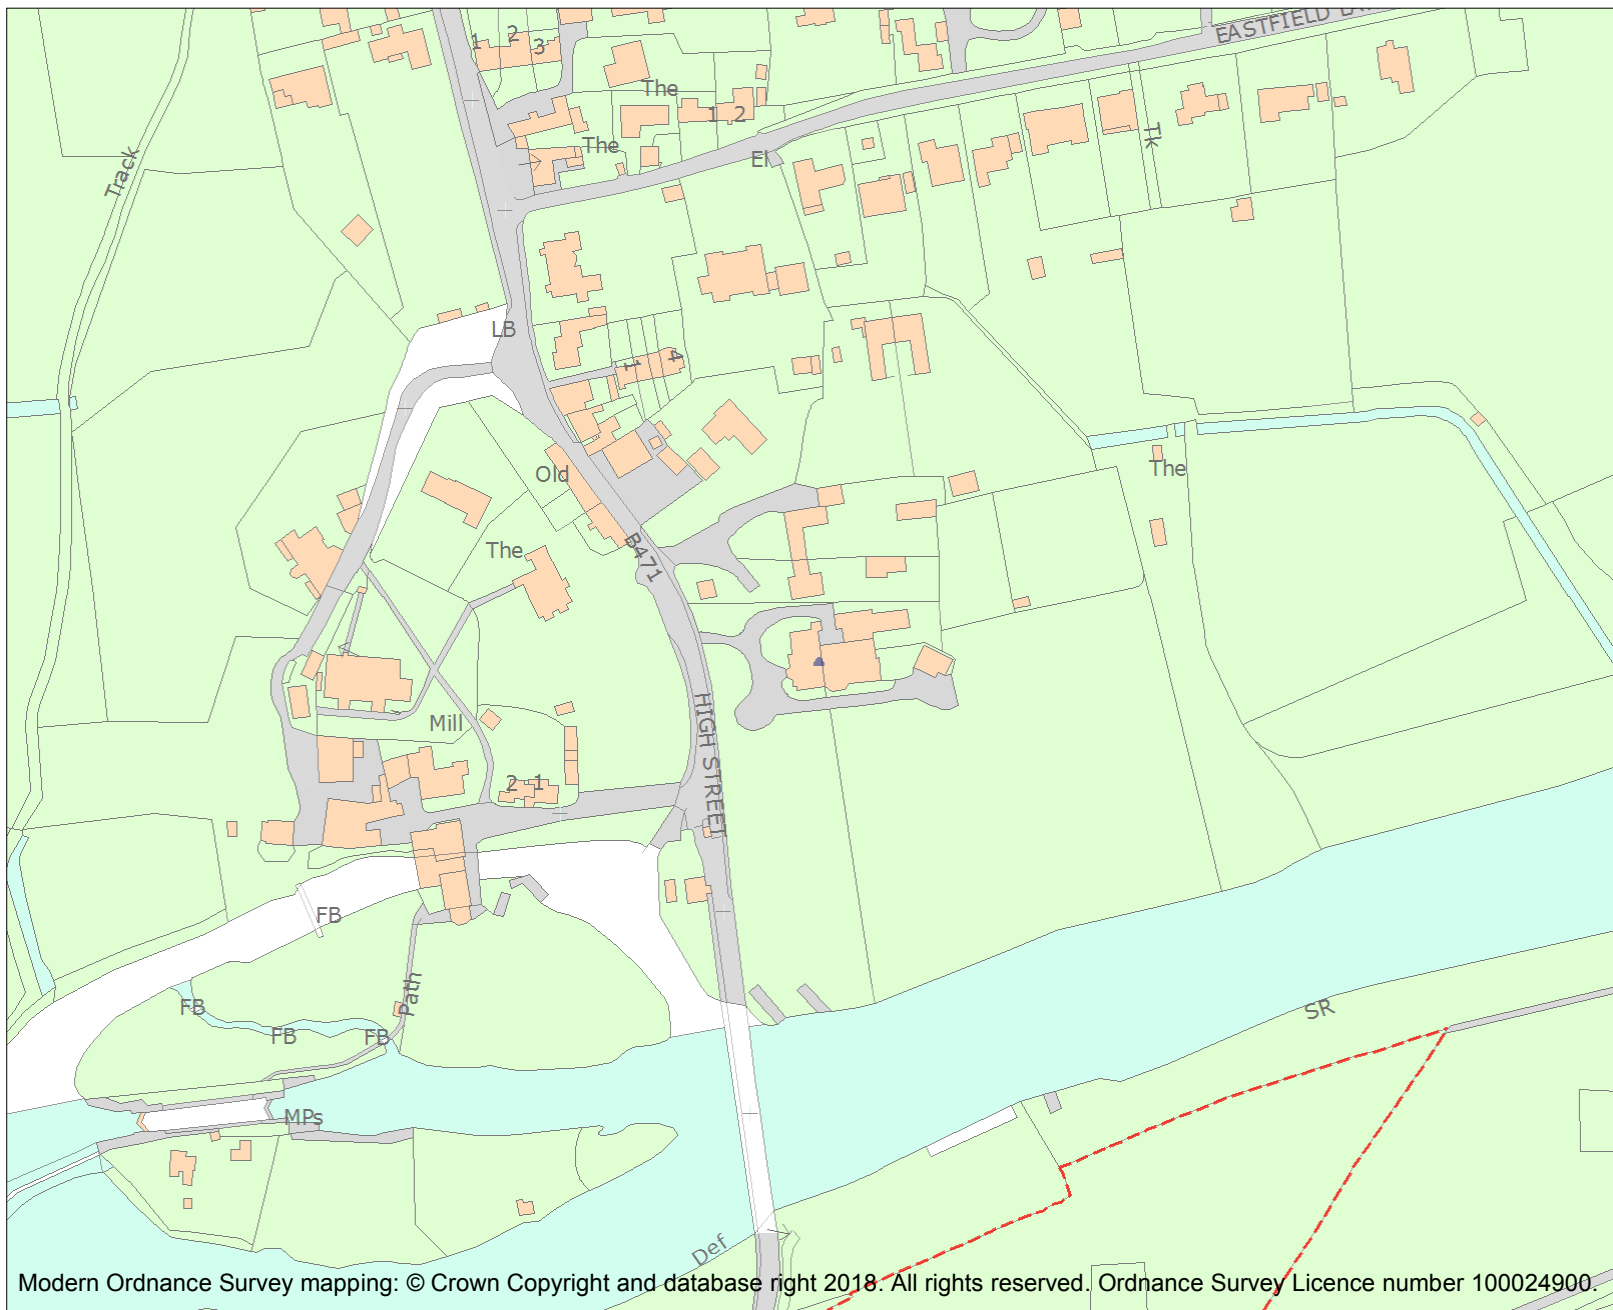 1
2
3
EASTFIELD
The
1 2
The
Tk
El
Track
LB
1
4
Old
The
The
B471
HIGH STREET
Mill
2 1
FB
Path
FB
FB
FB
SR
MPs
Def
Modern Ordnance Survey mapping: © Crown Copyright and database right 2018. All rights reserved. Ordnance Survey Licence number 100024900.